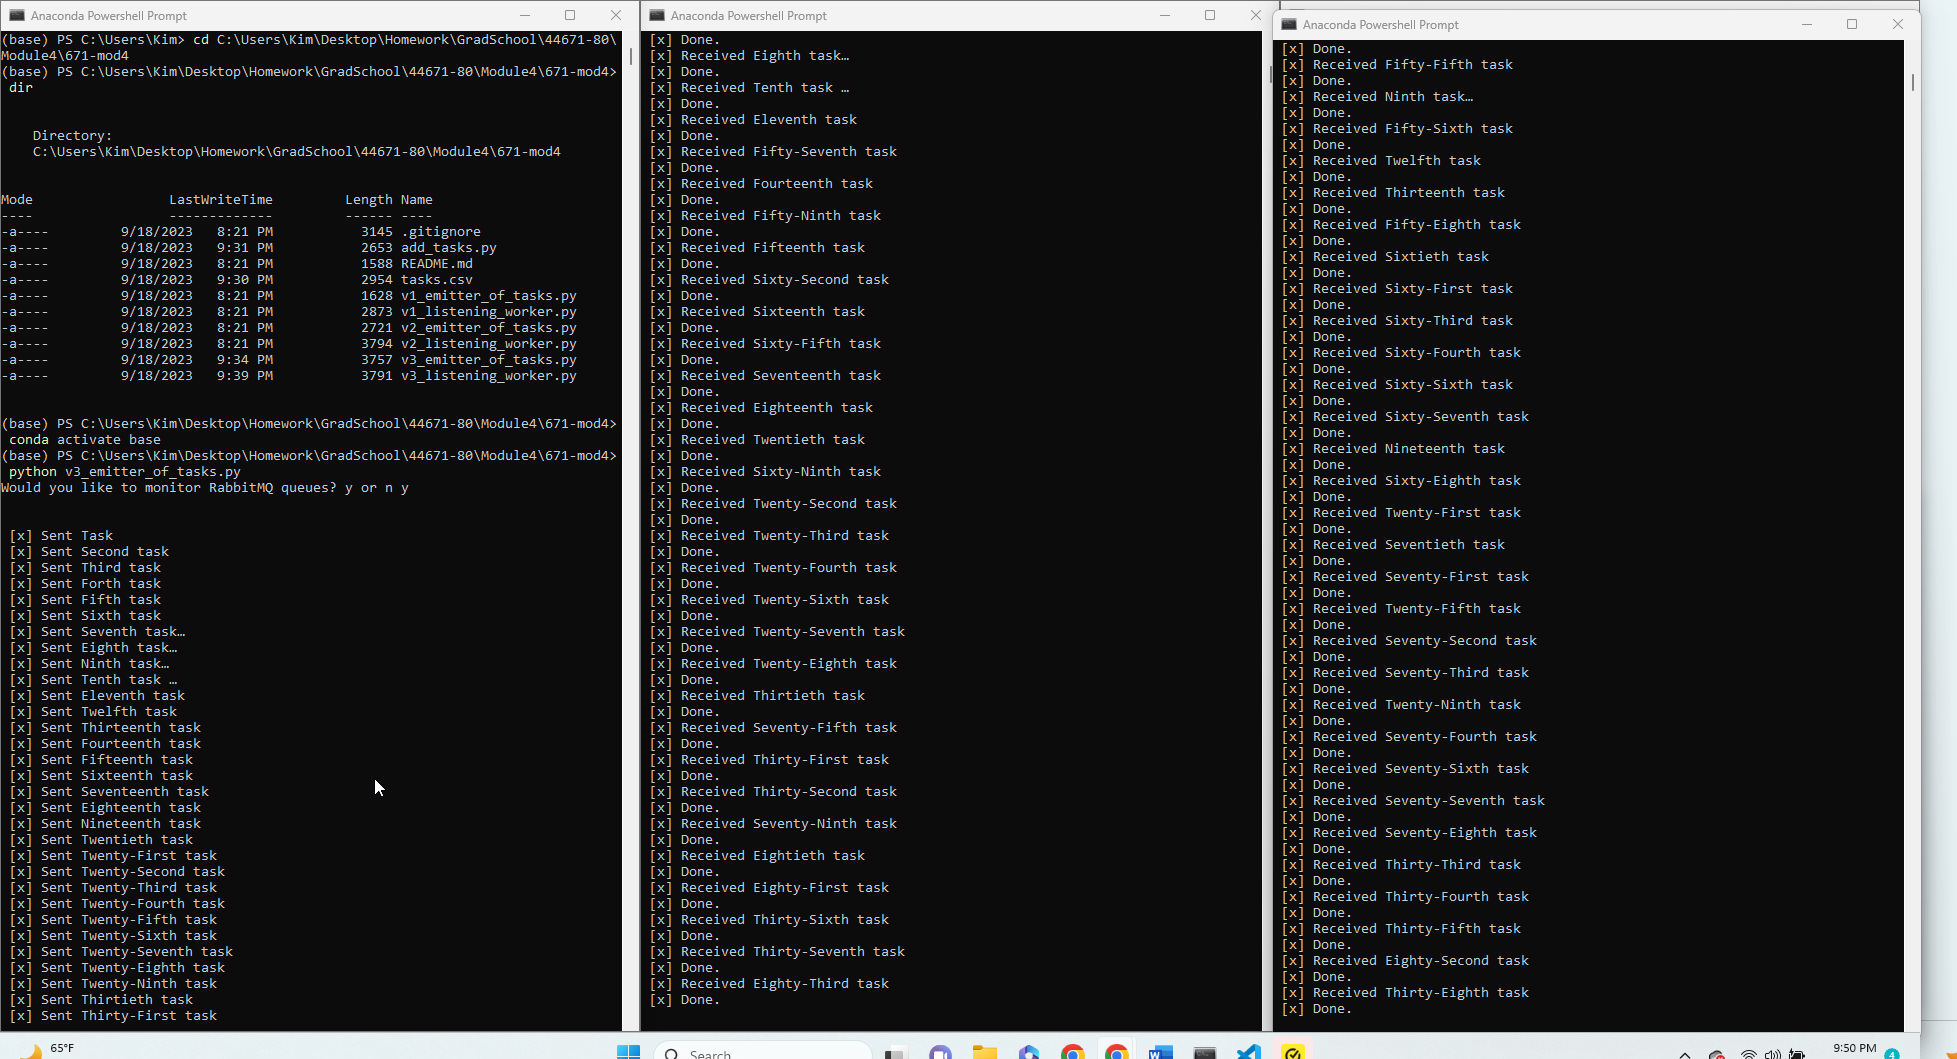 Anaconda Powershell Prompt
(base) PS C:\Users\Kim> cd C:\Users\Kim\Desktop\Homework\GradSchool\44671-80\
Module4\671-mod4
(base) PS C:\Users\Kim\Desktop\Homework\GradSchool\44671-80\Module4\671-mod4>
dir
Directory:
C:\Users\Kim\Desktop\Homework\GradSchool\44671-80\Module4\671-mod4
Mode LastWriteTime Length Name
---- ------------- ------ ----
-a---- 9/18/2023 8:21 PM 3145 .gitignore
-a---- 9/18/2023 9:31 PM 2653 add_tasks.py
-a---- 9/18/2023 8:21 PM 1588 README.md
-a---- 9/18/2023 9:30 PM 2954 tasks.csv
-a---- 9/18/2023 8:21 PM 1628 v1_emitter_of_tasks.py
-a---- 9/18/2023 8:21 PM 2873 v1_listening_worker.py
-a---- 9/18/2023 8:21 PM 2721 v2_emitter_of_tasks.py
-a---- 9/18/2023 8:21 PM 3794 v2_listening_worker.py
-a---- 9/18/2023 9:34 PM 3757 v3_emitter_of_tasks.py
-a---- 9/18/2023 9:39 PM 3791 v3_listening_worker.py
(base) PS C:\Users\Kim\Desktop\Homework\GradSchool\44671-80\Module4\671-mod4>
conda activate base
(base) PS C:\Users\Kim\Desktop\Homework\GradSchool\44671-80\Module4\671-mod4>
python v3_emitter_of_tasks.py
Would you like to monitor RabbitMQ queues? y or n y
[x] Sent Task
[x] Sent Second task
[x] Sent Third task
[x] Sent Forth task
[x] Sent Fifth task
[x] Sent Sixth task
[x] Sent Seventh task…
[x] Sent Eighth task…
[x] Sent Ninth task…
[x] Sent Tenth task …
[x] Sent Eleventh task
[x] Sent Twelfth task
[x] Sent Thirteenth task
[x] Sent Fourteenth task
[x] Sent Fifteenth task
[x] Sent Sixteenth task
[x] Sent Seventeenth task
[x] Sent Eighteenth task
[x] Sent Nineteenth task
[x] Sent Twentieth task
[x] Sent Twenty-First task
[x] Sent Twenty-Second task
[x] Sent Twenty-Third task
[x] Sent Twenty-Fourth task
[x] Sent Twenty-Fifth task
[x] Sent Twenty-Sixth task
[x] Sent Twenty-Seventh task
[x] Sent Twenty-Eighth task
[x] Sent Twenty-Ninth task
[x] Sent Thirtieth task
[x] Sent Thirty-First task
Anaconda Powershell Prompt
[x] Done.
[x] Received Eighth task…
[x] Done.
[x] Received Tenth task …
[x] Done.
[x] Received Eleventh task
[x] Done.
[x] Received Fifty-Seventh task
[x] Done.
[x] Received Fourteenth task
[x] Done.
[x] Received Fifty-Ninth task
[x] Done.
[x] Received Fifteenth task
[x] Done.
[x] Received Sixty-Second task
[x] Done.
[x] Received Sixteenth task
[x] Done.
[x] Received Sixty-Fifth task
[x] Done.
[x] Received Seventeenth task
[x] Done.
[x] Received Eighteenth task
[x] Done.
[x] Received Twentieth task
[x] Done.
[x] Received Sixty-Ninth task
[x] Done.
[x] Received Twenty-Second task
[x] Done.
[x] Received Twenty-Third task
[x] Done.
[x] Received Twenty-Fourth task
[x] Done.
[x] Received Twenty-Sixth task
[x] Done.
[x] Received Twenty-Seventh task
[x] Done.
[x] Received Twenty-Eighth task
[x] Done.
[x] Received Thirtieth task
[x] Done.
[x] Received Seventy-Fifth task
[x] Done.
[x] Received Thirty-First task
[x] Done.
[x] Received Thirty-Second task
[x] Done.
[x] Received Seventy-Ninth task
[x] Done.
[x] Received Eightieth task
[x] Done.
[x] Received Eighty-First task
[x] Done.
[x] Received Thirty-Sixth task
[x] Done.
[x] Received Thirty-Seventh task
[x] Done.
[x] Received Eighty-Third task
[x] Done.
Anaconda Powershell Prompt
[x] Done.
[x] Received Fifty-Fifth task
[x] Done.
[x] Received Ninth task…
[x] Done.
[x] Received Fifty-Sixth task
[x] Done.
[x] Received Twelfth task
[x] Done.
[x] Received Thirteenth task
[x] Done.
[x] Received Fifty-Eighth task
[x] Done.
[x] Received Sixtieth task
[x] Done.
[x] Received Sixty-First task
[x] Done.
[x] Received Sixty-Third task
[x] Done.
[x] Received Sixty-Fourth task
[x] Done.
[x] Received Sixty-Sixth task
[x] Done.
[x] Received Sixty-Seventh task
[x] Done.
[x] Received Nineteenth task
[x] Done.
[x] Received Sixty-Eighth task
[x] Done.
[x] Received Twenty-First task
[x] Done.
[x] Received Seventieth task
[x] Done.
[x] Received Seventy-First task
[x] Done.
[x] Received Twenty-Fifth task
[x] Done.
[x] Received Seventy-Second task
[x] Done.
[x] Received Seventy-Third task
[x] Done.
[x] Received Twenty-Ninth task
[x] Done.
[x] Received Seventy-Fourth task
[x] Done.
[x] Received Seventy-Sixth task
[x] Done.
[x] Received Seventy-Seventh task
[x] Done.
[x] Received Seventy-Eighth task
[x] Done.
[x] Received Thirty-Third task
[x] Done.
[x] Received Thirty-Fourth task
[x] Done.
[x] Received Thirty-Fifth task
[x] Done.
[x] Received Eighty-Second task
[x] Done.
[x] Received Thirty-Eighth task
[x] Done.
65°F
Search
9:50 PM
4